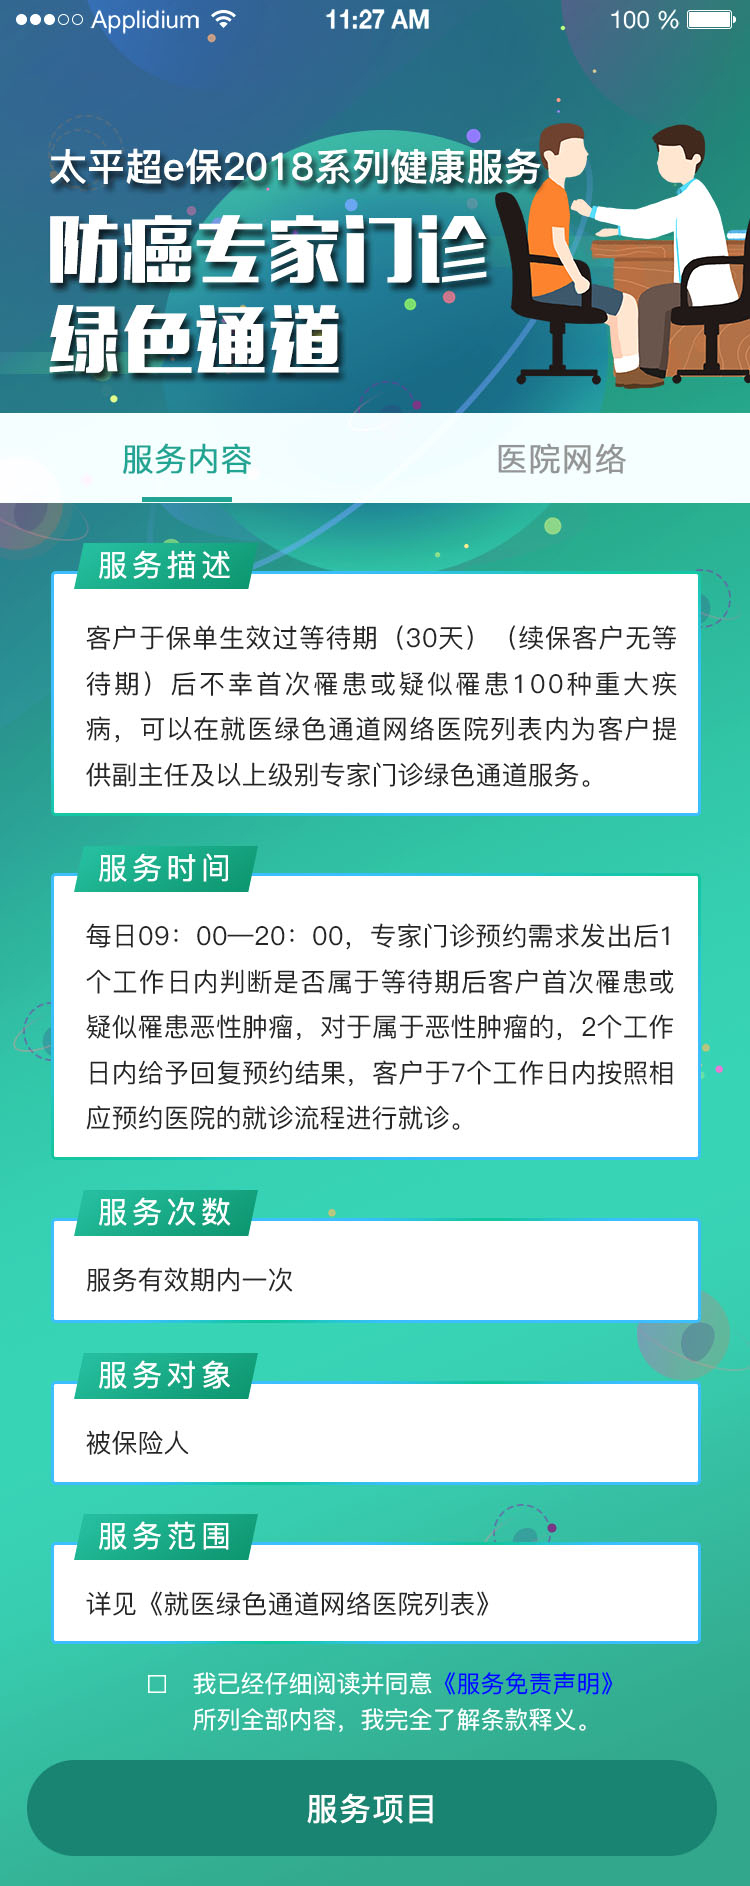 Applidium 11:27 AM 100 %
太平超e保2018系列健康服务
防癌专家门诊
绿色通道
服务内容 医院网络
服务描述
客户于保单生效过等待期（30天）（续保客户无等
待期）后不幸首次罹患或疑似罹患100种重大疾
病，可以在就医绿色通道网络医院列表内为客户提
供副主任及以上级别专家门诊绿色通道服务。
服务时间
每日09：00—20：00，专家门诊预约需求发出后1
个工作日内判断是否属于等待期后客户首次罹患或
疑似罹患恶性肿瘤，对于属于恶性肿瘤的，2个工作
日内给予回复预约结果，客户于7个工作日内按照相
应预约医院的就诊流程进行就诊。
服务次数
服务有效期内一次
服务对象
被保险人
服务范围
详见《就医绿色通道网络医院列表》
我已经仔细阅读并同意《服务免责声明》
所列全部内容，我完全了解条款释义。
服务项目